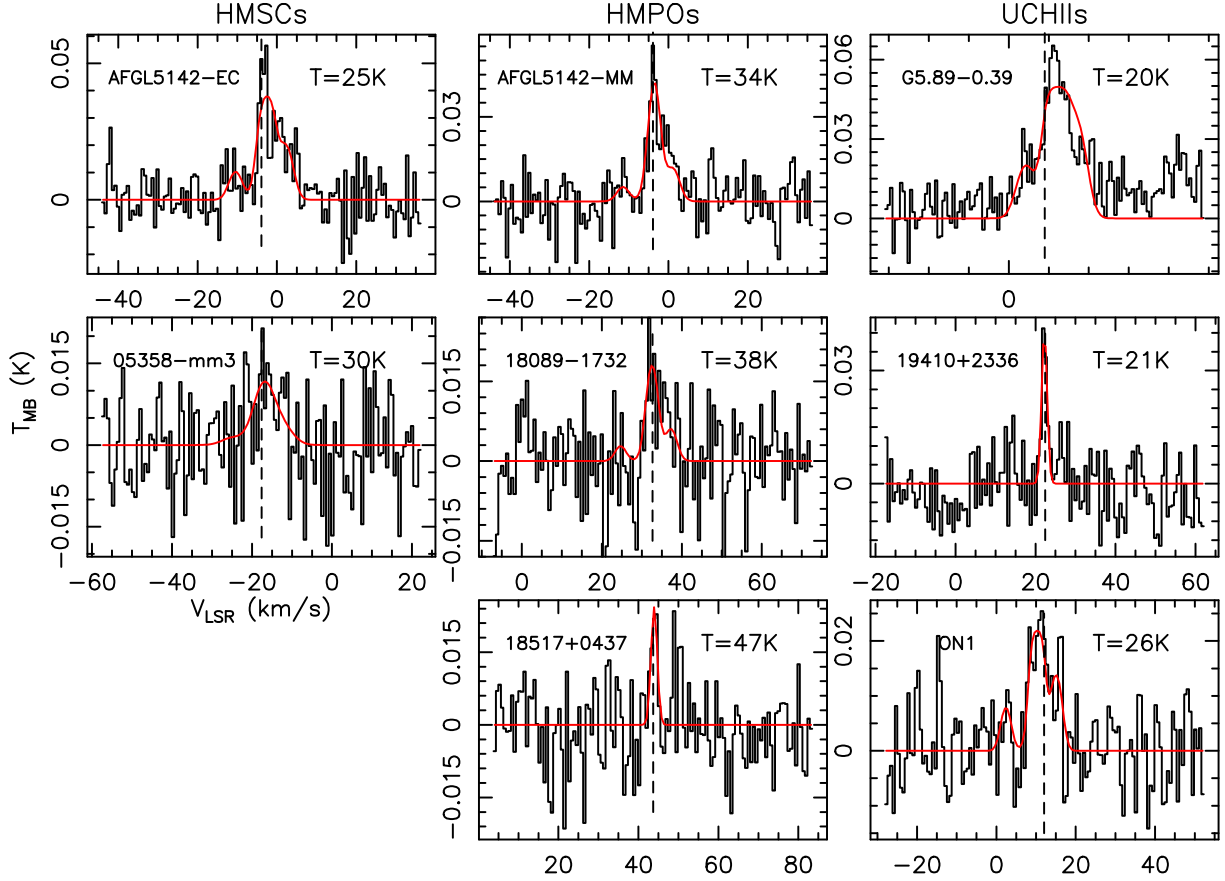 HMSCs HMPOs UCHIIs
AFGL5142−EC T=25K
0.05
0
−40 −20 0 20
AFGL5142−MM T=34K
0.03
0
−40 −20 0 20
G5.89−0.39 T=20K
0.06
0.03
0
0
05358−mm3 T=30K
T_MB (K)
0.015
0
−0.015
−60 −40 −20 0 20
V_LSR (km/s)
18089−1732 T=38K
0.015
0
−0.015
0 20 40 60
19410+2336 T=21K
0.03
0
−20 0 20 40 60
18517+0437 T=47K
0.015
0
−0.015
20 40 60 80
ON1 T=26K
0.02
0
−20 0 20 40